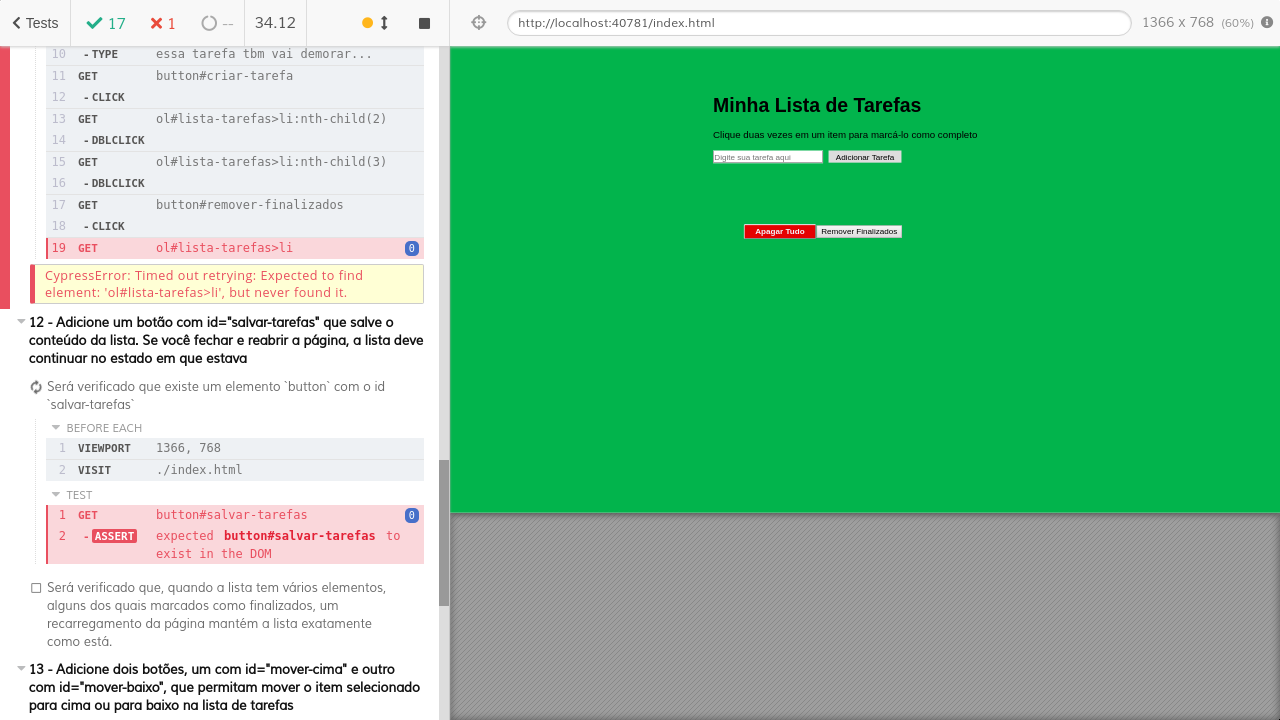 Tests 17 1 -- 34.12
http://localhost:40781/index.html 1366 x 768 (60%)
10 - TYPE essa tarefa tbm vai demorar...
11 GET button#criar-tarefa
12 - CLICK
13 GET ol#lista-tarefas>li:nth-child(2)
14 - DBLCLICK
15 GET ol#lista-tarefas>li:nth-child(3)
16 - DBLCLICK
17 GET button#remover-finalizados
18 - CLICK
19 GET ol#lista-tarefas>li 0
CypressError: Timed out retrying: Expected to find
element: 'ol#lista-tarefas>li', but never found it.
12 - Adicione um botão com id="salvar-tarefas" que salve o
conteúdo da lista. Se você fechar e reabrir a página, a lista deve
continuar no estado em que estava
Será verificado que existe um elemento `button` com o id
`salvar-tarefas`
BEFORE EACH
1 VIEWPORT 1366, 768
2 VISIT ./index.html
TEST
1 GET button#salvar-tarefas 0
2 - ASSERT expected button#salvar-tarefas to
exist in the DOM
Será verificado que, quando a lista tem vários elementos,
alguns dos quais marcados como finalizados, um
recarregamento da página mantém a lista exatamente
como está.
13 - Adicione dois botões, um com id="mover-cima" e outro
com id="mover-baixo", que permitam mover o item selecionado
para cima ou para baixo na lista de tarefas
Minha Lista de Tarefas
Clique duas vezes em um item para marcá-lo como completo
Digite sua tarefa aqui Adicionar Tarefa
Apagar Tudo Remover Finalizados